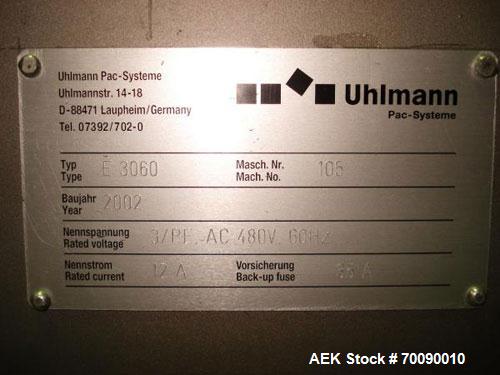 Uhlmann Pac-Systeme
Uhlmannstr. 14-18
D-88471 Laupheim/Germany
Tel. 07392/702-0
Uhlmann
Pac-Systeme
Typ
Type
E 3060
Masch. Nr.
Mach. No.
105
Baujahr
Year
2002
Nennspannung
Rated voltage
3/PE, AC 480V, 60Hz
Nennstrom
Rated current
12 A
Vorsicherung
Back-up fuse
A
AEK Stock # 70090010